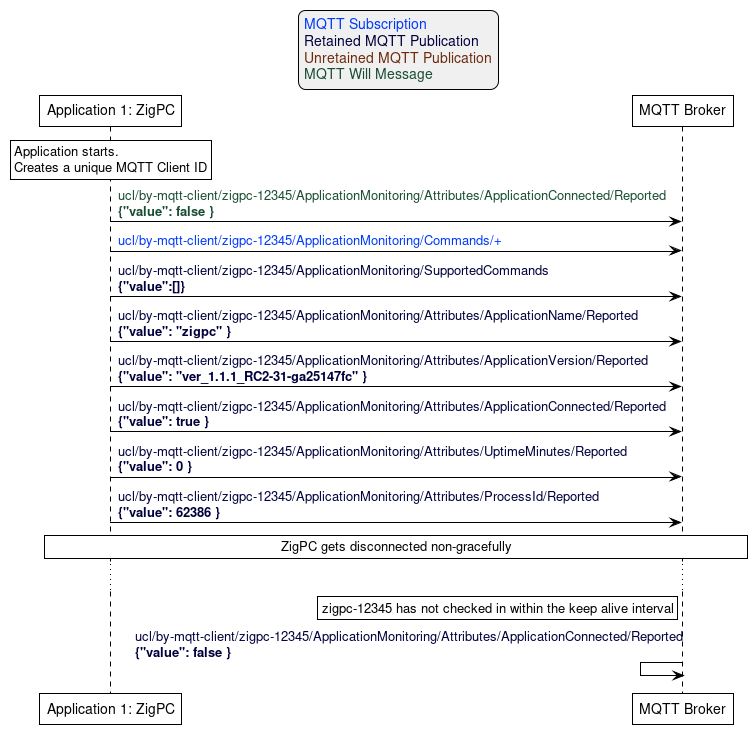 MQTT Subscription
Retained MQTT Publication
Unretained MQTT Publication
MQTT Will Message
Application 1: ZigPC
MQTT Broker
Application starts.
Creates a unique MQTT Client ID
ucl/by-mqtt-client/zigpc-12345/ApplicationMonitoring/Attributes/ApplicationConnected/Reported
{"value": false }
ucl/by-mqtt-client/zigpc-12345/ApplicationMonitoring/Commands/+
ucl/by-mqtt-client/zigpc-12345/ApplicationMonitoring/SupportedCommands
{"value":[]}
ucl/by-mqtt-client/zigpc-12345/ApplicationMonitoring/Attributes/ApplicationName/Reported
{"value": "zigpc" }
ucl/by-mqtt-client/zigpc-12345/ApplicationMonitoring/Attributes/ApplicationVersion/Reported
{"value": "ver_1.1.1_RC2-31-ga25147fc" }
ucl/by-mqtt-client/zigpc-12345/ApplicationMonitoring/Attributes/ApplicationConnected/Reported
{"value": true }
ucl/by-mqtt-client/zigpc-12345/ApplicationMonitoring/Attributes/UptimeMinutes/Reported
{"value": 0 }
ucl/by-mqtt-client/zigpc-12345/ApplicationMonitoring/Attributes/ProcessId/Reported
{"value": 62386 }
ZigPC gets disconnected non-gracefully
zigpc-12345 has not checked in within the keep alive interval
ucl/by-mqtt-client/zigpc-12345/ApplicationMonitoring/Attributes/ApplicationConnected/Reported
{"value": false }
Application 1: ZigPC
MQTT Broker